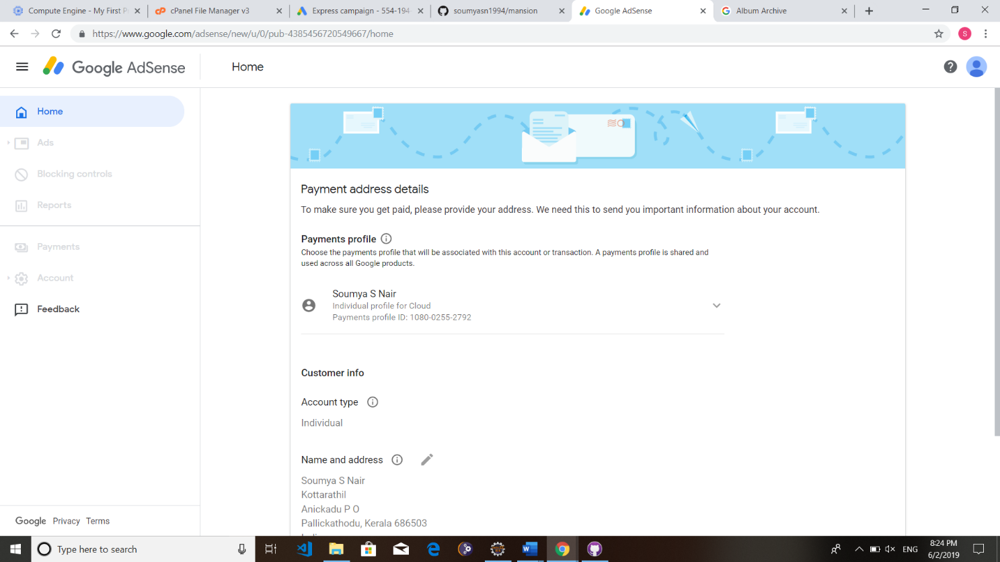 Compute Engine - My First P
cPanel File Manager v3
Express campaign - 554-194-
soumyasn1994/mansion
Google AdSense
Album Archive
https://www.google.com/adsense/new/u/0/pub-4385456720549667/home
S
Google AdSense
Home
Home
Ads
Blocking controls
Reports
Payments
Account
Feedback
Google Privacy Terms
Payment address details
To make sure you get paid, please provide your address. We need this to send you important information about your account.
Payments profile
Choose the payments profile that will be associated with this account or transaction. A payments profile is shared and
used across all Google products.
Soumya S Nair
Individual profile for Cloud
Payments profile ID: 1080-0255-2792
Customer info
Account type
Individual
Name and address
Soumya S Nair
Kottarathil
Anickadu P O
Pallickathodu, Kerala 686503
Type here to search
ENG
8:24 PM
6/2/2019